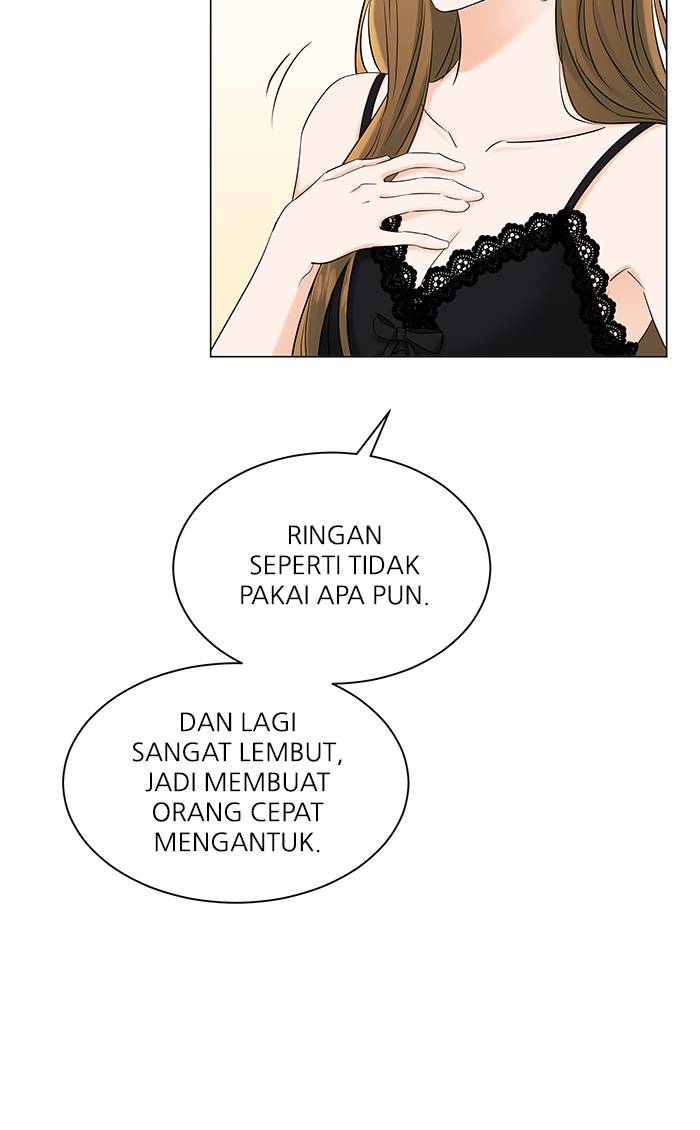 RINGAN
SEPERTI TIDAK
PAKAI APA PUN.
DAN LAGI
SANGAT LEMBUT,
JADI MEMBUAT
ORANG CEPAT
MENGANTUK.